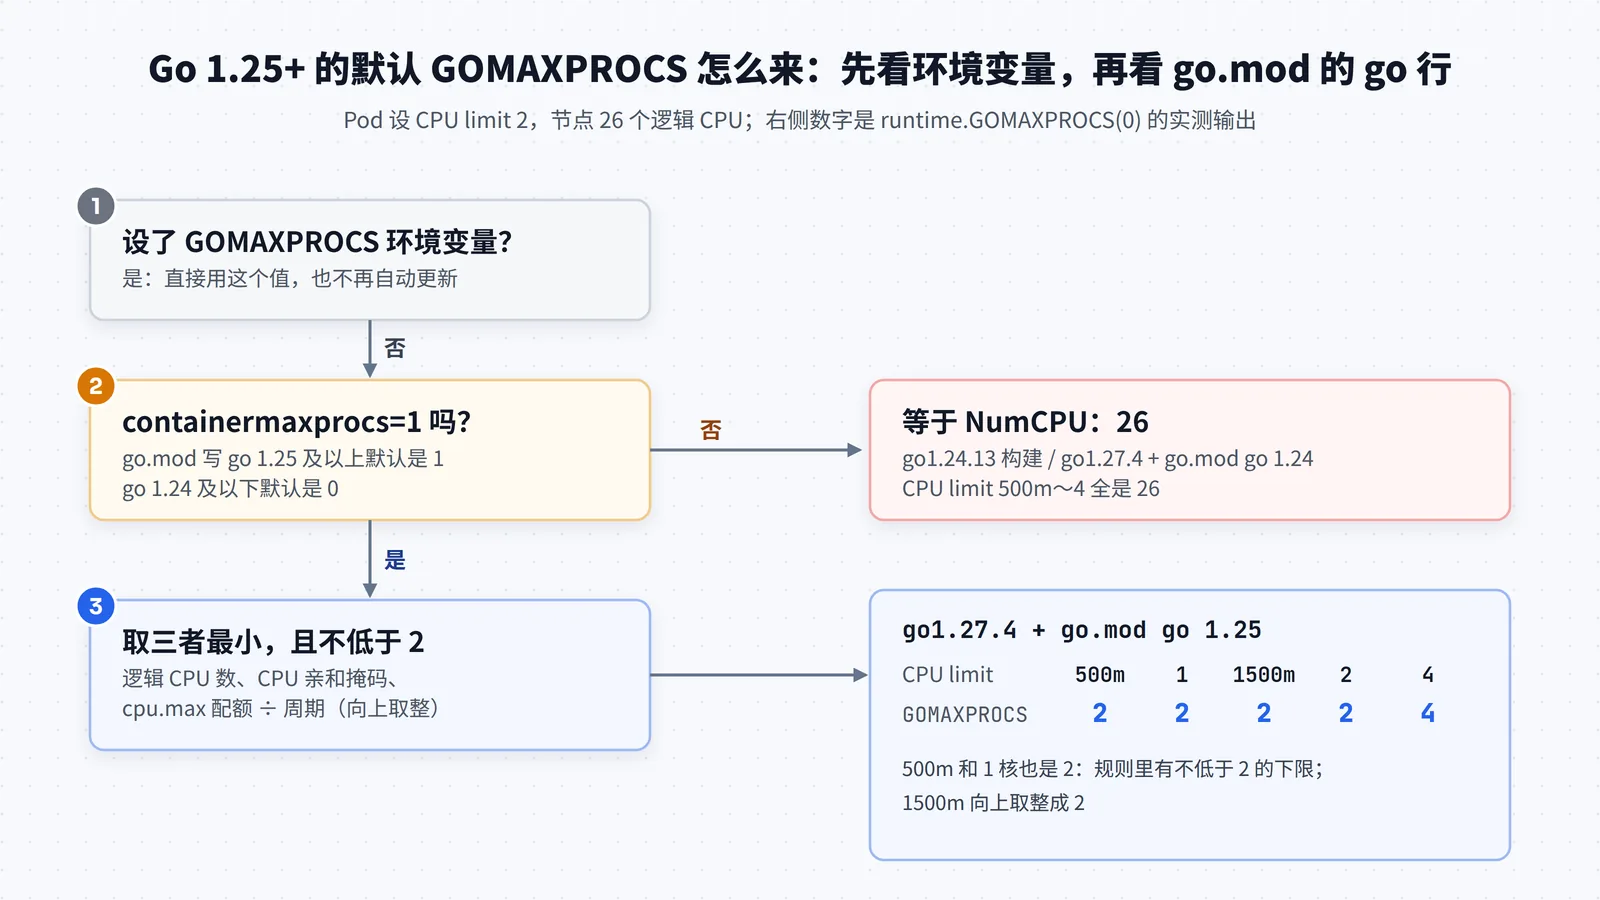 Go 1.25+ 的默认 GOMAXPROCS 怎么来：先看环境变量，再看 go.mod 的 go 行
Pod 设 CPU limit 2，节点 26 个逻辑 CPU；右侧数字是 runtime.GOMAXPROCS(0) 的实测输出
1
设了 GOMAXPROCS 环境变量？
是：直接用这个值，也不再自动更新
否
2
containermaxprocs=1 吗？
go.mod 写 go 1.25 及以上默认是 1
go 1.24 及以下默认是 0
否
等于 NumCPU：26
go1.24.13 构建 / go1.27.4 + go.mod go 1.24
CPU limit 500m～4 全是 26
是
3
取三者最小，且不低于 2
逻辑 CPU 数、CPU 亲和掩码、
cpu.max 配额 ÷ 周期（向上取整）
go1.27.4 + go.mod go 1.25
CPU limit 500m 1 1500m 2 4
GOMAXPROCS 2 2 2 2 4
500m 和 1 核也是 2：规则里有不低于 2 的下限；
1500m 向上取整成 2